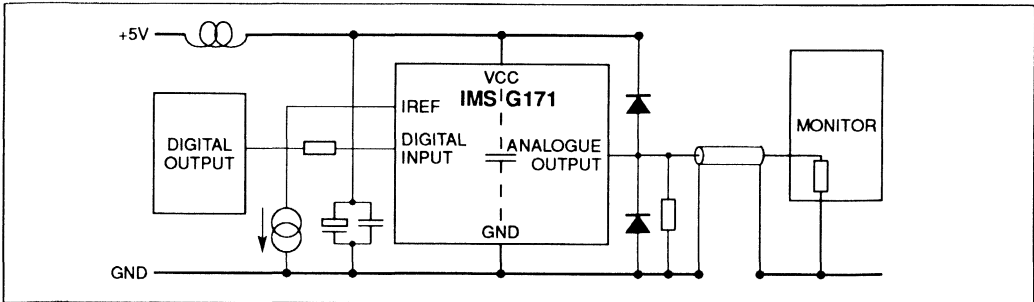 +5V
VCC
IMS G171
IREF
DIGITAL
INPUT
ANALOGUE
OUTPUT
GND
DIGITAL
OUTPUT
MONITOR
GND